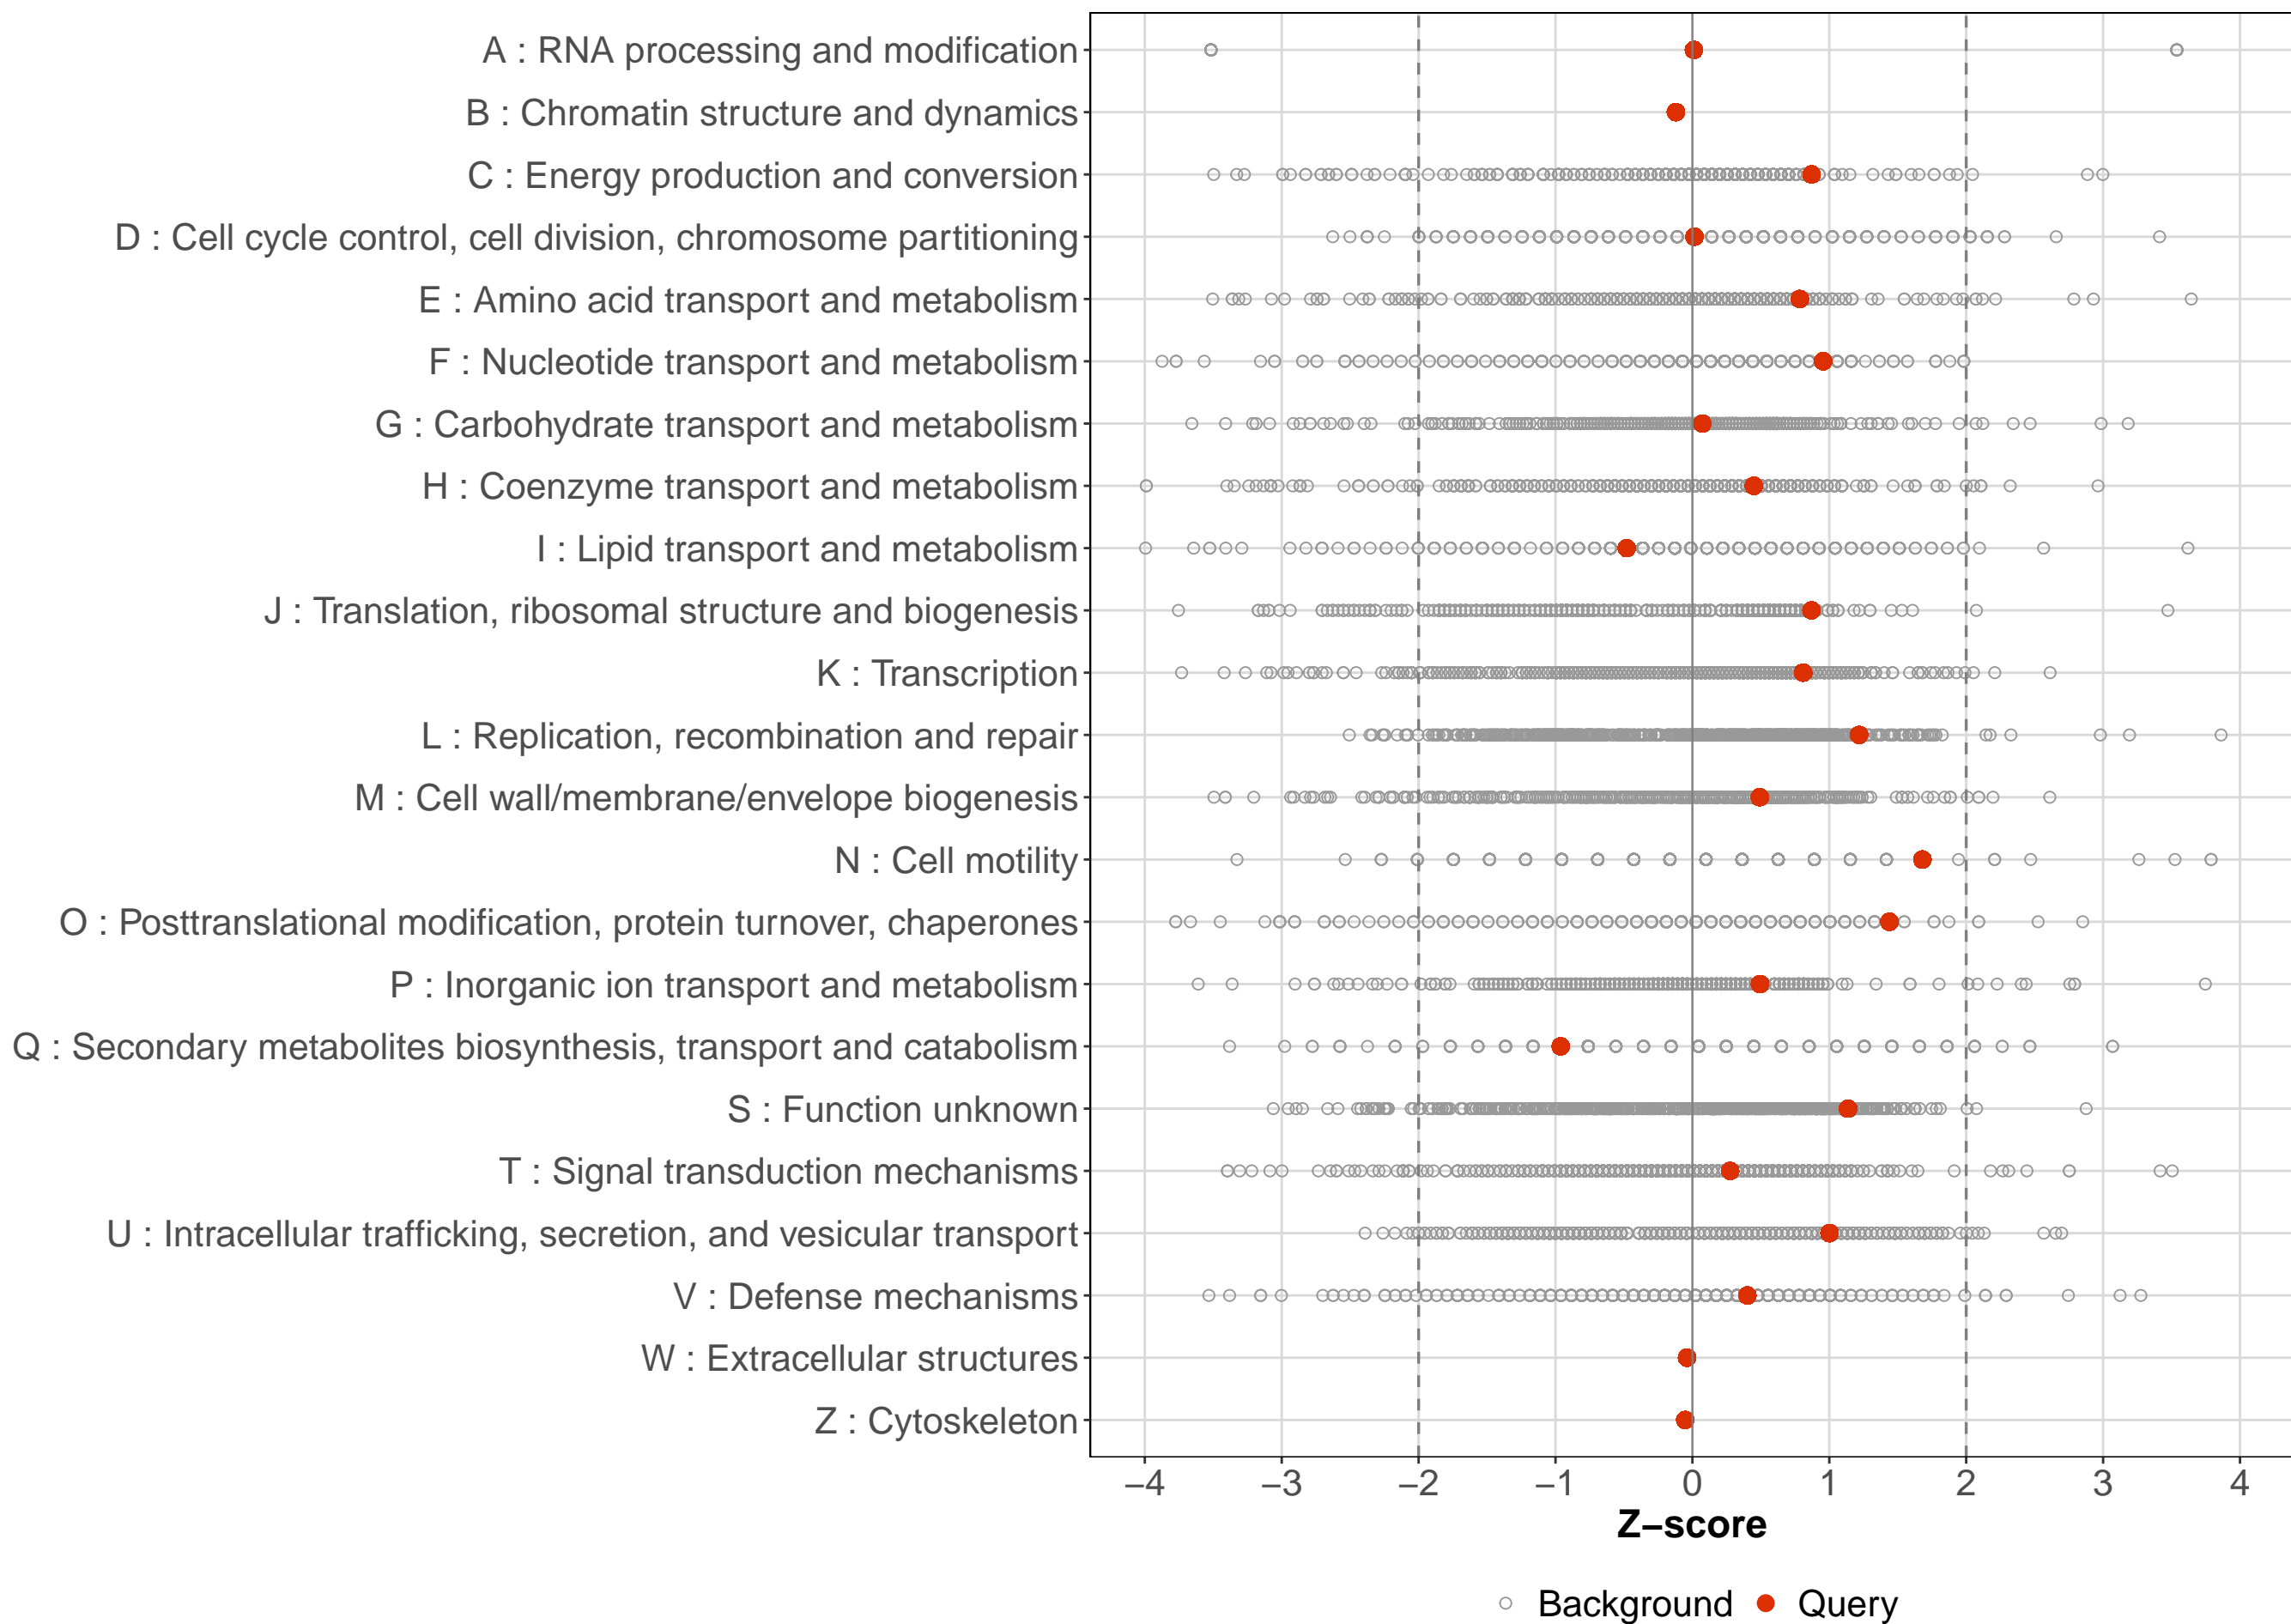 A : RNA processing and modification
B : Chromatin structure and dynamics
C : Energy production and conversion
D : Cell cycle control, cell division, chromosome partitioning
E : Amino acid transport and metabolism
F : Nucleotide transport and metabolism
G : Carbohydrate transport and metabolism
H : Coenzyme transport and metabolism
I : Lipid transport and metabolism
J : Translation, ribosomal structure and biogenesis
K : Transcription
L : Replication, recombination and repair
M : Cell wall/membrane/envelope biogenesis
N : Cell motility
O : Posttranslational modification, protein turnover, chaperones
P : Inorganic ion transport and metabolism
Q : Secondary metabolites biosynthesis, transport and catabolism
S : Function unknown
T : Signal transduction mechanisms
U : Intracellular trafficking, secretion, and vesicular transport
V : Defense mechanisms
W : Extracellular structures
Z : Cytoskeleton
−4 −3 −2 −1 0 1 2 3 4
Z−score
Background Query